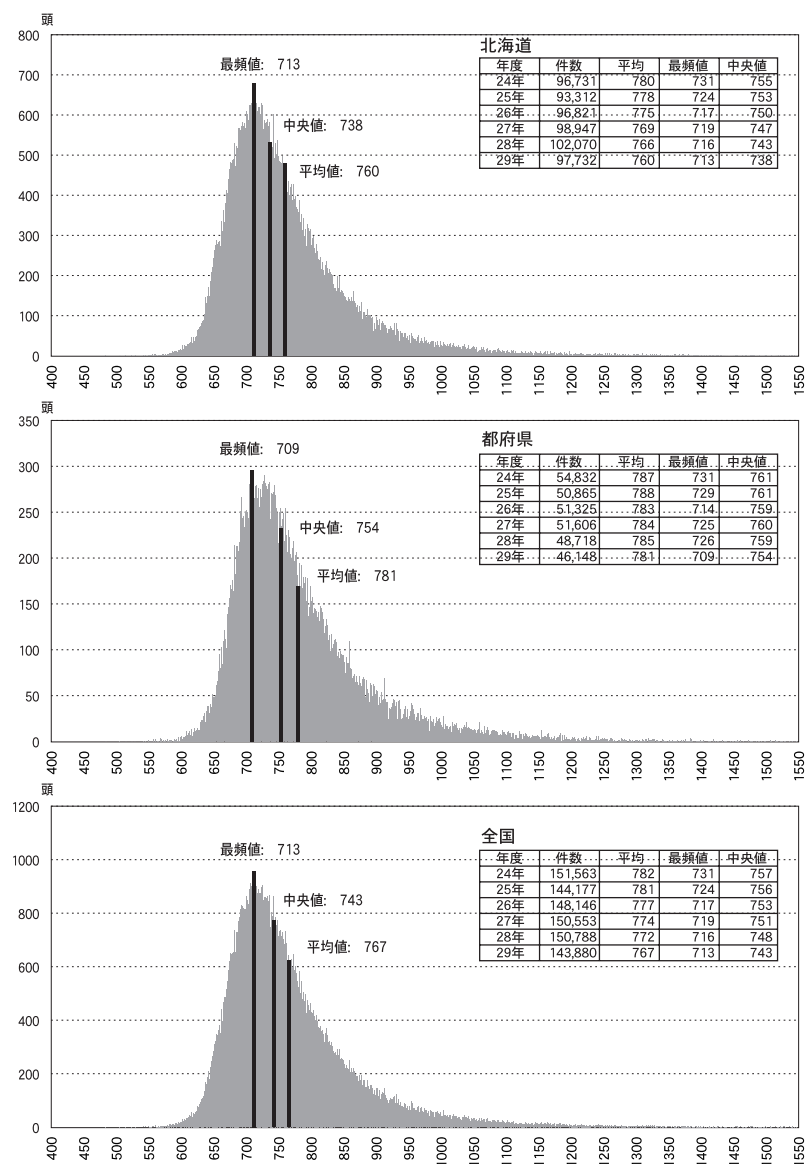 頭
800
700
600
500
400
300
200
100
0
最頻値: 713
中央値: 738
平均値: 760
北海道
年度 件数 平均 最頻値 中央値
24年 96,731 780 731 755
25年 93,312 778 724 753
26年 96,821 775 717 750
27年 98,947 769 719 747
28年 102,070 766 716 743
29年 97,732 760 713 738
400 450 500 550 600 650 700 750 800 850 900 950 1000 1050 1100 1150 1200 1250 1300 1350 1400 1450 1500 1550
頭
350
300
250
200
150
100
50
0
最頻値: 709
中央値: 754
平均値: 781
都府県
年度 件数 平均 最頻値 中央値
24年 54,832 787 731 761
25年 50,865 788 729 761
26年 51,325 783 714 759
27年 51,606 784 725 760
28年 48,718 785 726 759
29年 46,148 781 709 754
400 450 500 550 600 650 700 750 800 850 900 950 1000 1050 1100 1150 1200 1250 1300 1350 1400 1450 1500 1550
頭
1200
1000
800
600
400
200
0
最頻値: 713
中央値: 743
平均値: 767
全国
年度 件数 平均 最頻値 中央値
24年 151,563 782 731 757
25年 144,177 781 724 756
26年 148,146 777 717 753
27年 150,553 774 719 751
28年 150,788 772 716 748
29年 143,880 767 713 743
400 450 500 550 600 650 700 750 800 850 900 950 1000 1050 1100 1150 1200 1250 1300 1350 1400 1450 1500 1550